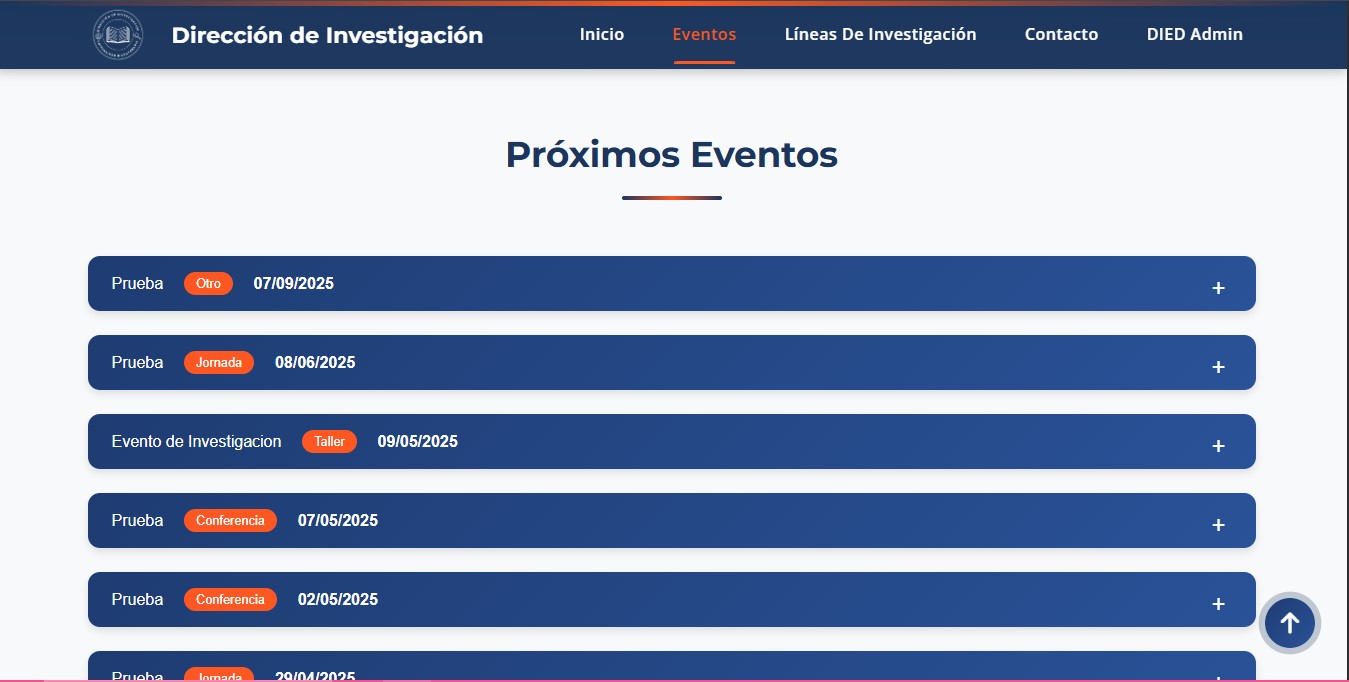 Dirección de Investigación Inicio Eventos Líneas De Investigación Contacto DIED Admin
Próximos Eventos
Prueba Otro 07/09/2025 +
Prueba Jornada 08/06/2025 +
Evento de Investigacion Taller 09/05/2025 +
Prueba Conferencia 07/05/2025 +
Prueba Conferencia 02/05/2025 +
Prueba Jornada 29/04/2025